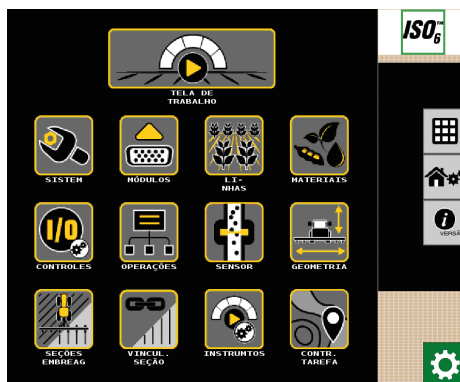 ISO™6
TELA DE
TRABALHO
SISTEM
MÓDULOS
LI-
NHAS
MATERIAIS
I/O
CONTROLES
OPERAÇÕES
SENSOR
GEOMETRIA
VERSÃ
SEÇÕES
EMBREAG
VINCUL.
SEÇÃO
INSTRUMTOS
CONTR.
TAREFA